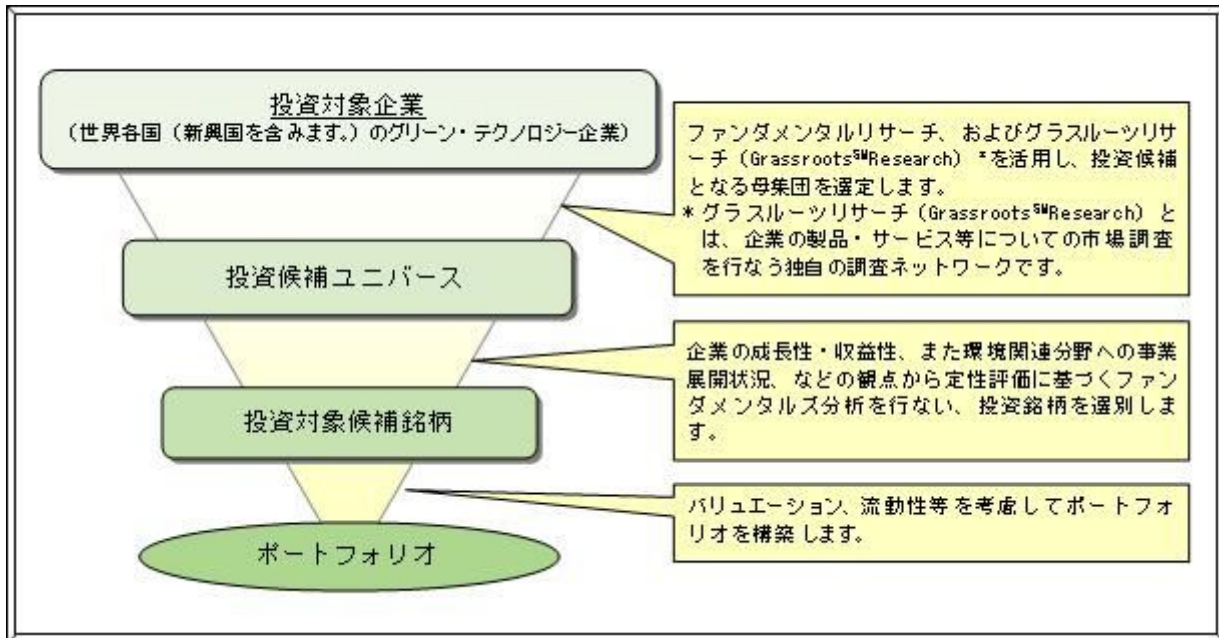 投資対象企業
(世界各国(新興国を含みます。)のグリーン・テクノロジー企業)
ファンダメンタルリサーチ、およびグラスルーツリサ
ーチ(Grassroots℠Research)*を活用し、投資候補
となる母集団を選定します。
*グラスルーツリサーチ(Grassroots℠Research)と
は、企業の製品・サービス等についての市場調査
を行なう独自の調査ネットワークです。
投資候補ユニバース
企業の成長性・収益性、また環境関連分野への事業
展開状況、などの観点から定性評価に基づくファン
ダメンタルズ分析を行ない、投資銘柄を選別しま
す。
投資対象候補銘柄
バリュエーション、流動性等を考慮してポートフォ
リオを構築します。
ポートフォリオ